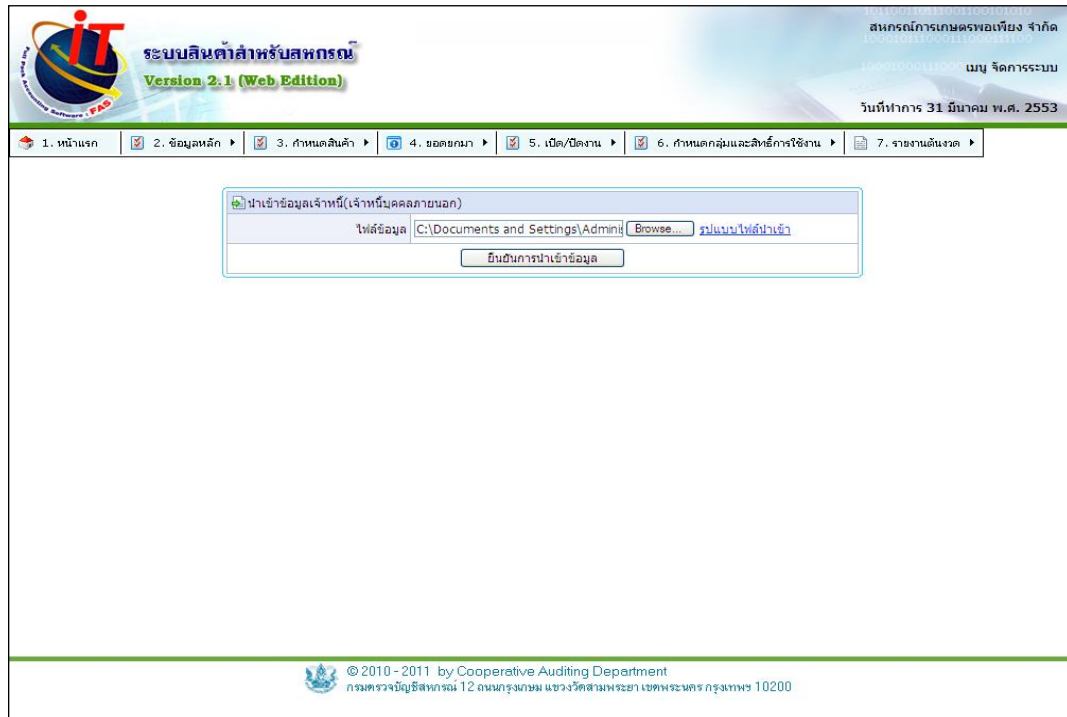 iT
Full Pack Accounting Software : FAS
ระบบสินค้าสำหรับสหกรณ์
Version 2.1 (Web Edition)
สหกรณ์การเกษตรพอเพียง จำกัด
เมนู จัดการระบบ
วันที่ทำการ 31 มีนาคม พ.ศ. 2553
1. หน้าแรก 2. ข้อมูลหลัก 3. กำหนดสินค้า 4. ยอดยกมา 5. เปิด/ปิดงาน 6. กำหนดกลุ่มและสิทธิ์การใช้งาน 7. รายงานต้นงวด
นำเข้าข้อมูลเจ้าหนี้(เจ้าหนี้บุคคลภายนอก)
ไฟล์ข้อมูล C:\Documents and Settings\Admini Browse... รูปแบบไฟล์นำเข้า
ยืนยันการนำเข้าข้อมูล
© 2010 - 2011 by Cooperative Auditing Department
กรมตรวจบัญชีสหกรณ์ 12 ถนนกรุงเกษม แขวงวัดสามพระยา เขตพระนคร กรุงเทพฯ 10200